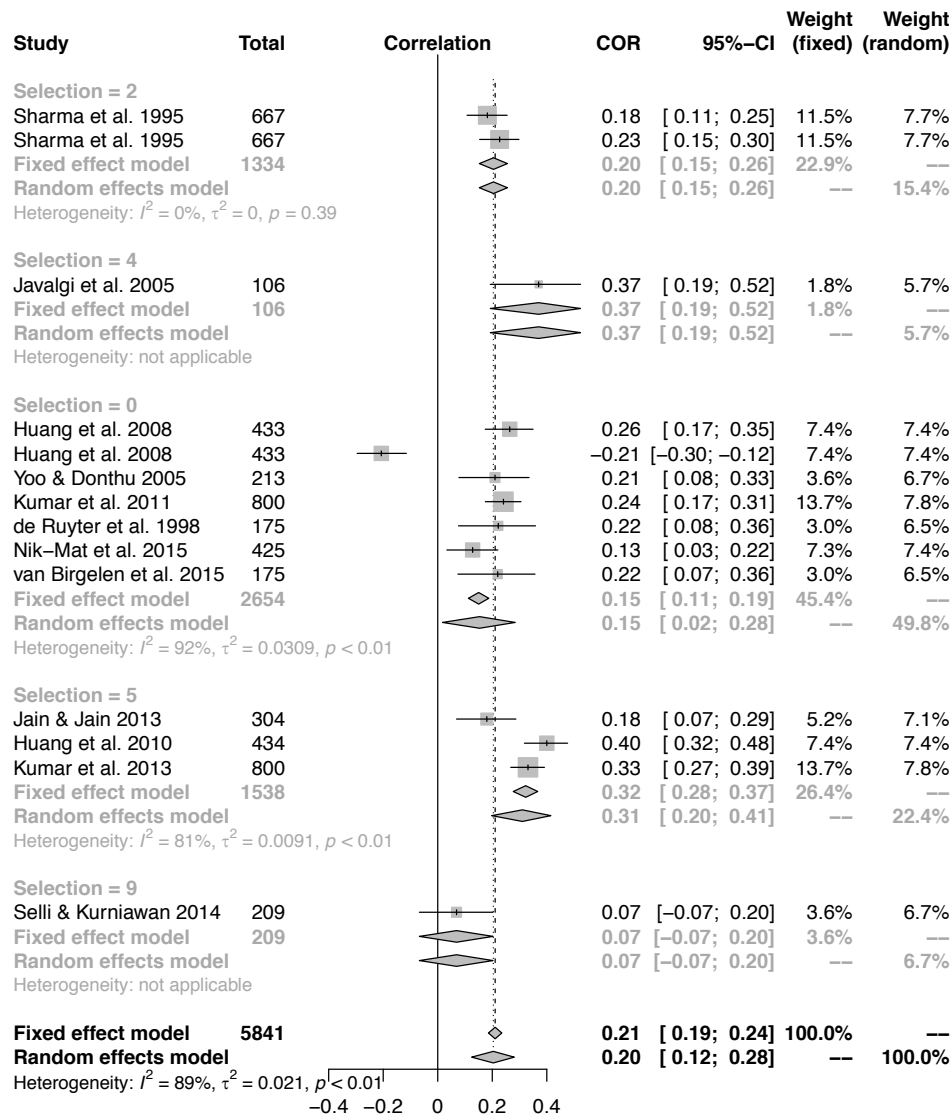 Weight Weight
Study Total Correlation COR 95%−CI (fixed) (random)
Selection = 2
Sharma et al. 1995 667 0.18 [ 0.11; 0.25] 11.5% 7.7%
Sharma et al. 1995 667 0.23 [ 0.15; 0.30] 11.5% 7.7%
Fixed effect model 1334 0.20 [ 0.15; 0.26] 22.9% −−
Random effects model 0.20 [ 0.15; 0.26] −− 15.4%
Heterogeneity: I² = 0%, τ² = 0, p = 0.39
Selection = 4
Javalgi et al. 2005 106 0.37 [ 0.19; 0.52] 1.8% 5.7%
Fixed effect model 106 0.37 [ 0.19; 0.52] 1.8% −−
Random effects model 0.37 [ 0.19; 0.52] −− 5.7%
Heterogeneity: not applicable
Selection = 0
Huang et al. 2008 433 0.26 [ 0.17; 0.35] 7.4% 7.4%
Huang et al. 2008 433 −0.21 [−0.30; −0.12] 7.4% 7.4%
Yoo & Donthu 2005 213 0.21 [ 0.08; 0.33] 3.6% 6.7%
Kumar et al. 2011 800 0.24 [ 0.17; 0.31] 13.7% 7.8%
de Ruyter et al. 1998 175 0.22 [ 0.08; 0.36] 3.0% 6.5%
Nik−Mat et al. 2015 425 0.13 [ 0.03; 0.22] 7.3% 7.4%
van Birgelen et al. 2015 175 0.22 [ 0.07; 0.36] 3.0% 6.5%
Fixed effect model 2654 0.15 [ 0.11; 0.19] 45.4% −−
Random effects model 0.15 [ 0.02; 0.28] −− 49.8%
Heterogeneity: I² = 92%, τ² = 0.0309, p < 0.01
Selection = 5
Jain & Jain 2013 304 0.18 [ 0.07; 0.29] 5.2% 7.1%
Huang et al. 2010 434 0.40 [ 0.32; 0.48] 7.4% 7.4%
Kumar et al. 2013 800 0.33 [ 0.27; 0.39] 13.7% 7.8%
Fixed effect model 1538 0.32 [ 0.28; 0.37] 26.4% −−
Random effects model 0.31 [ 0.20; 0.41] −− 22.4%
Heterogeneity: I² = 81%, τ² = 0.0091, p < 0.01
Selection = 9
Selli & Kurniawan 2014 209 0.07 [−0.07; 0.20] 3.6% 6.7%
Fixed effect model 209 0.07 [−0.07; 0.20] 3.6% −−
Random effects model 0.07 [−0.07; 0.20] −− 6.7%
Heterogeneity: not applicable
Fixed effect model 5841 0.21 [ 0.19; 0.24] 100.0% −−
Random effects model 0.20 [ 0.12; 0.28] −− 100.0%
Heterogeneity: I² = 89%, τ² = 0.021, p < 0.01
−0.4 −0.2 0 0.2 0.4